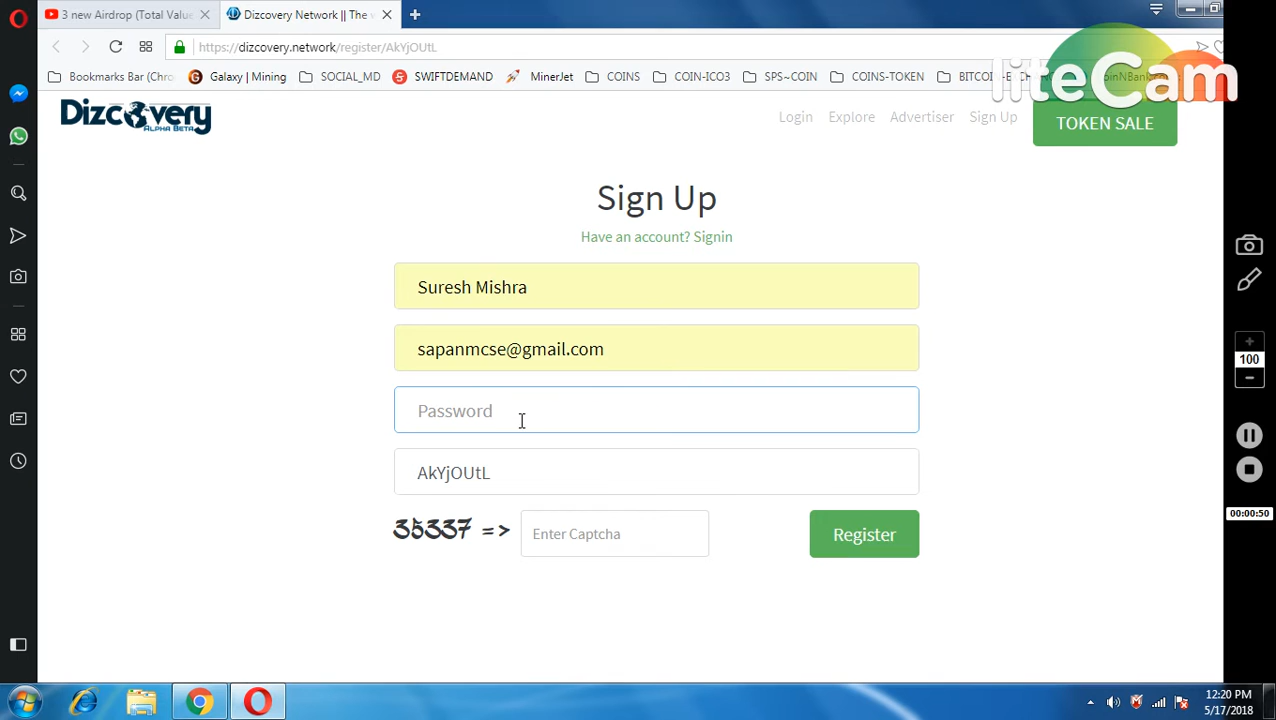 3 new Airdrop (Total Value
Dizcovery Network || The w
https://dizcovery.network/register/AkYjOUtL
Bookmarks Bar (Chro
Galaxy | Mining
SOCIAL_MD
SWIFTDEMAND
MinerJet
COINS
COIN-ICO3
SPS~COIN
COINS-TOKEN
liteCam
Dizcovery
ALPHA BETA
Login
Explore
Advertiser
Sign Up
TOKEN SALE
Sign Up
Have an account? Signin
Suresh Mishra
sapanmcse@gmail.com
Password
AkYjOUtL
35337 =>
Enter Captcha
Register
100
00:00:50
12:20 PM
5/17/2018